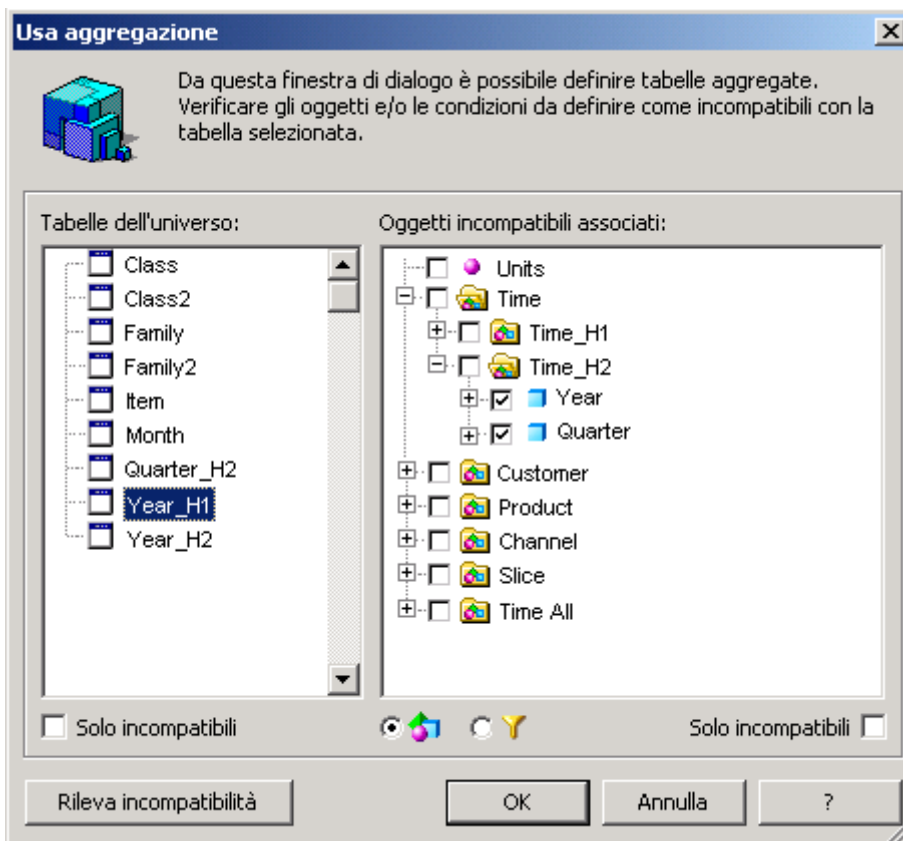 Usa aggregazione
Da questa finestra di dialogo è possibile definire tabelle aggregate.
Verificare gli oggetti e/o le condizioni da definire come incompatibili con la
tabella selezionata.
Tabelle dell'universo:
Class
Class2
Family
Family2
Item
Month
Quarter_H2
Year_H1
Year_H2
Solo incompatibili
Oggetti incompatibili associati:
Units
Time
Time_H1
Time_H2
Year
Quarter
Customer
Product
Channel
Slice
Time All
Solo incompatibili
Rileva incompatibilità
OK
Annulla
?